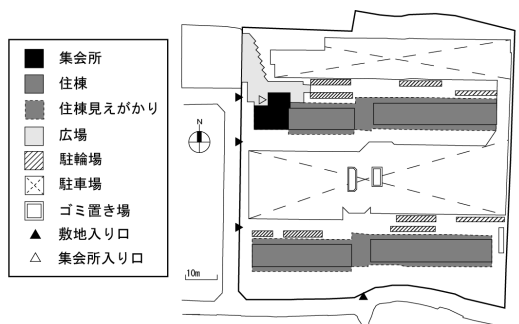 集会所
住棟
住棟見えがかり
広場
駐輪場
駐車場
ゴミ置き場
敷地入り口
集会所入り口
N
10m